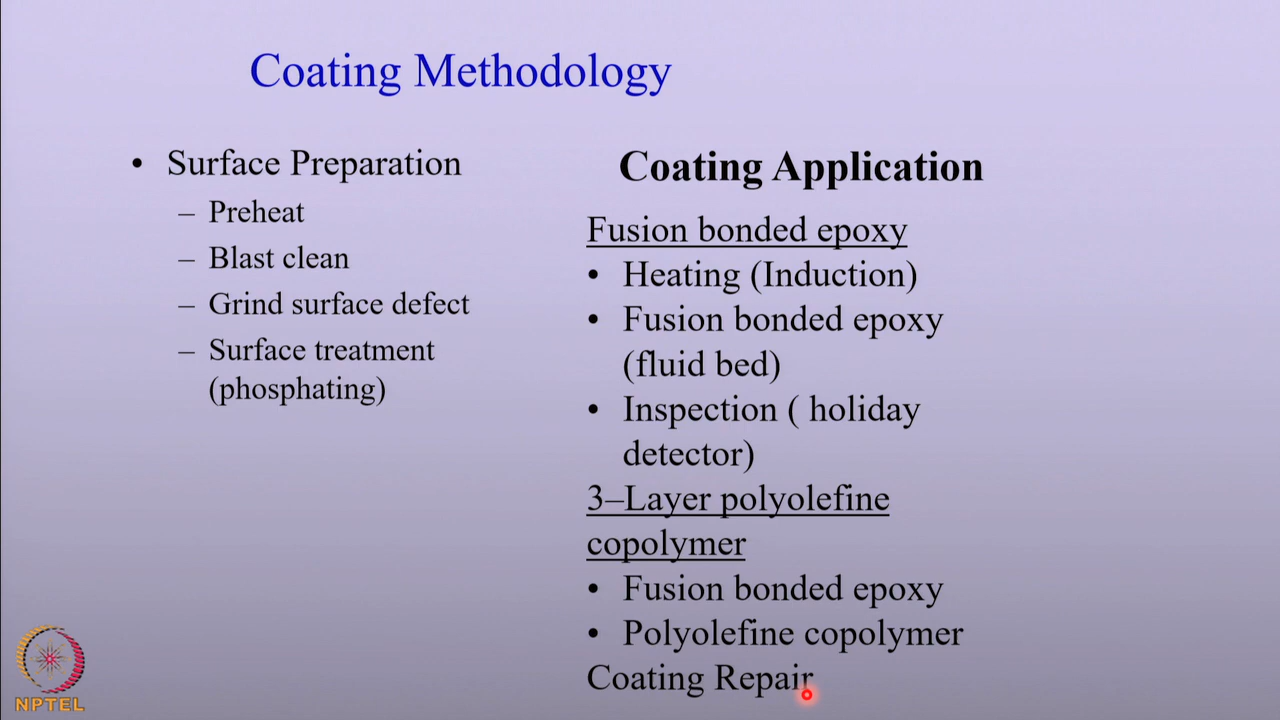 Coating Methodology
• Surface Preparation
– Preheat
– Blast clean
– Grind surface defect
– Surface treatment
(phosphating)
Coating Application
Fusion bonded epoxy
• Heating (Induction)
• Fusion bonded epoxy
(fluid bed)
• Inspection ( holiday
detector)
3–Layer polyolefine
copolymer
• Fusion bonded epoxy
• Polyolefine copolymer
Coating Repair
NPTEL